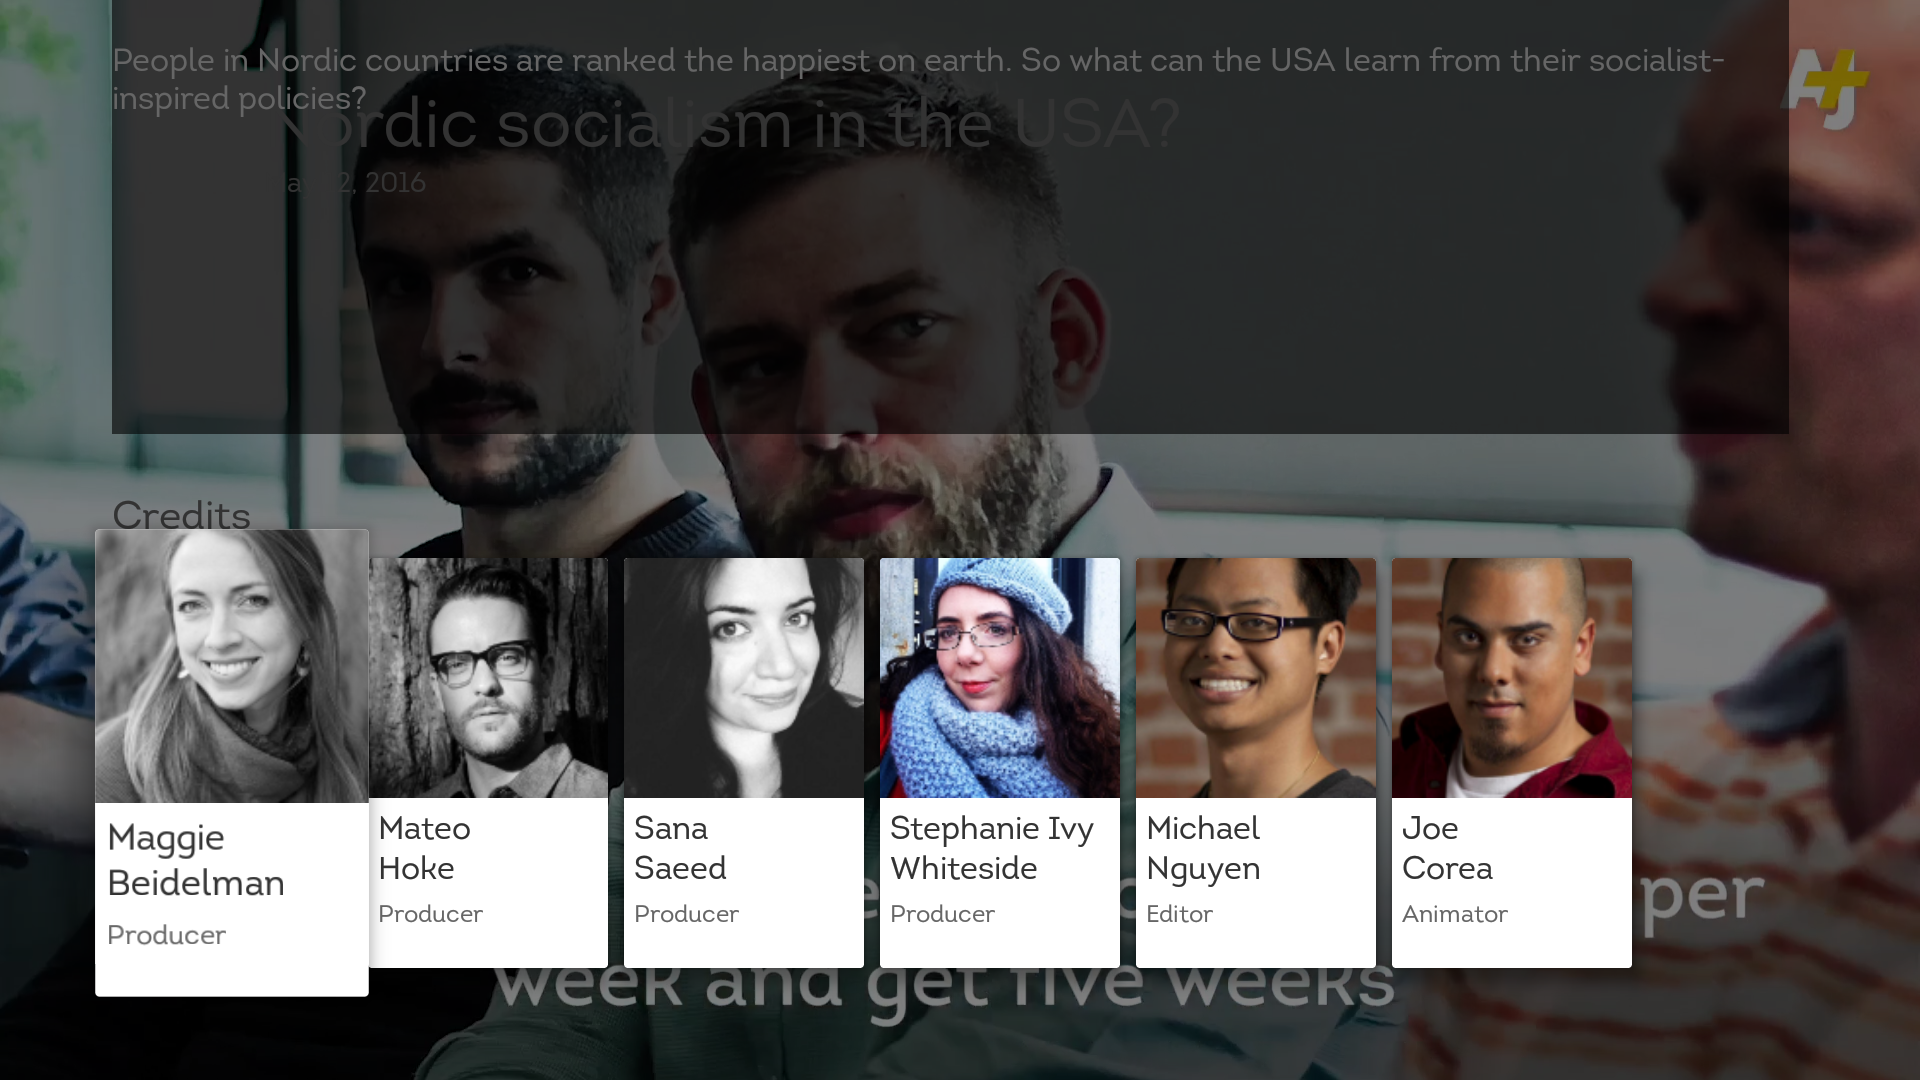 People in Nordic countries are ranked the happiest on earth. So what can the USA learn from their socialist-
inspired policies?
Nordic socialism in the USA?
2, 2016
AJ+
Credits
Maggie
Beidelman
Producer
Mateo
Hoke
Producer
Sana
Saeed
Producer
Stephanie Ivy
Whiteside
Producer
Michael
Nguyen
Editor
Joe
Corea
Animator
per
week and get five weeks